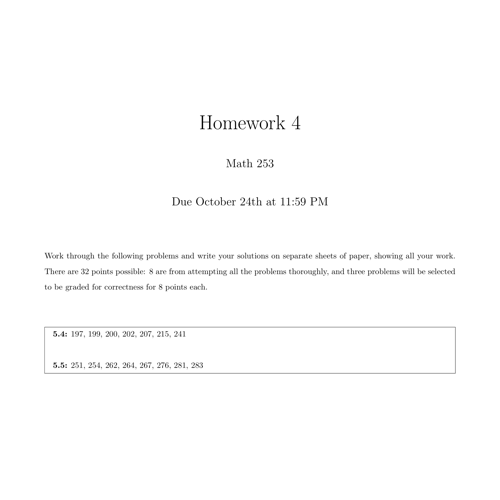 Homework 4
Math 253
Due October 24th at 11:59 PM
Work through the following problems and write your solutions on separate sheets of paper, showing all your work.
There are 32 points possible: 8 are from attempting all the problems thoroughly, and three problems will be selected
to be graded for correctness for 8 points each.
5.4: 197, 199, 200, 202, 207, 215, 241
5.5: 251, 254, 262, 264, 267, 276, 281, 283